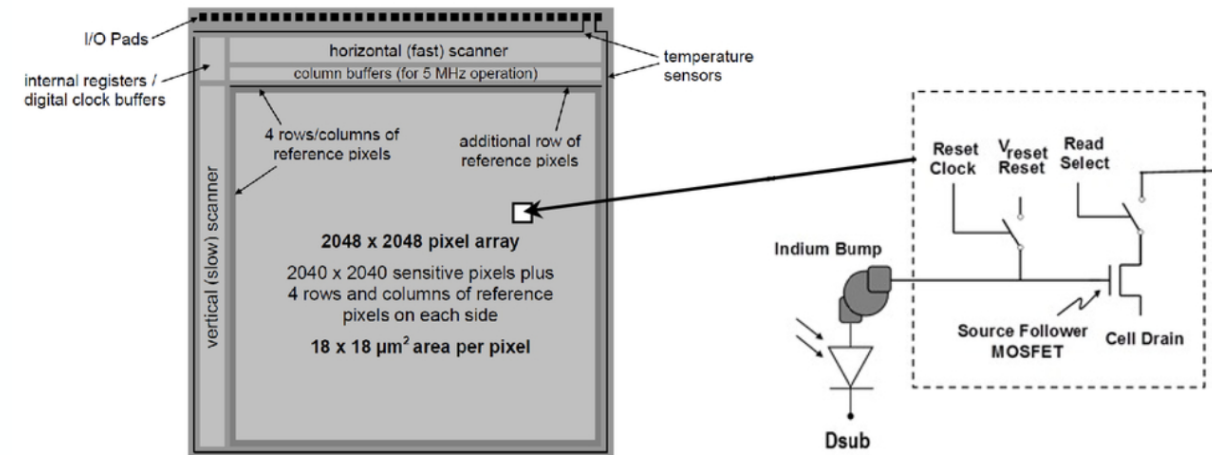 I/O Pads
internal registers /
digital clock buffers
horizontal (fast) scanner
column buffers (for 5 MHz operation)
temperature
sensors
4 rows/columns of
reference pixels
additional row of
reference pixels
vertical (slow) scanner
2048 x 2048 pixel array
2040 x 2040 sensitive pixels plus
4 rows and columns of reference
pixels on each side
18 x 18 µm² area per pixel
Reset
Clock
Vreset
Reset
Read
Select
Indium Bump
Source Follower
MOSFET
Cell Drain
Dsub